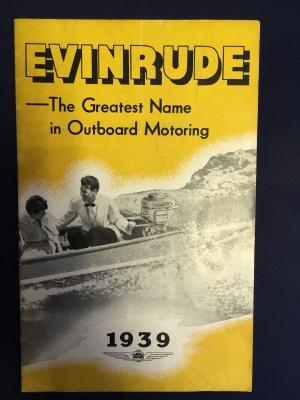 EVINRUDE
—The Greatest Name
in Outboard Motoring
1939